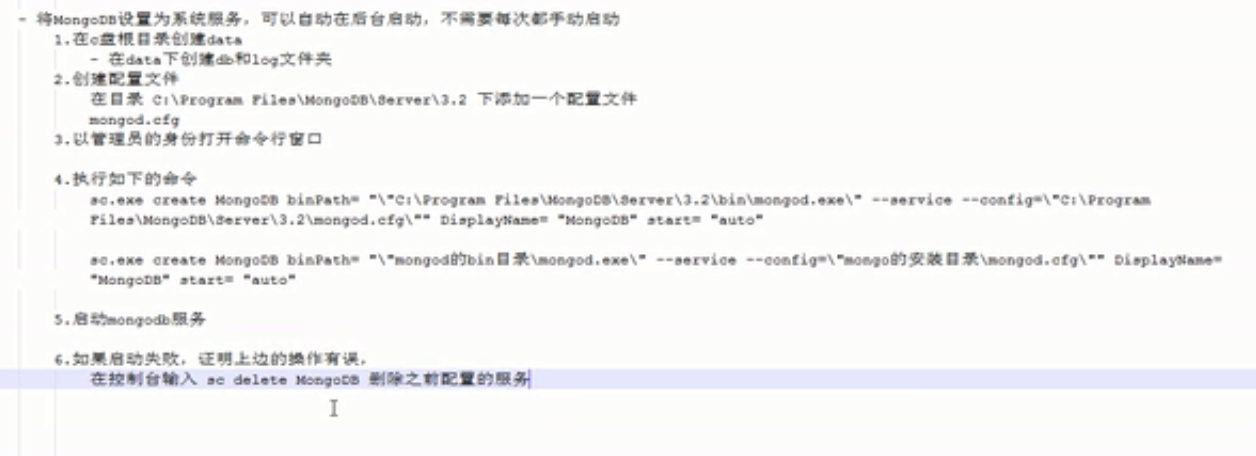 - 将MongoDB设置为系统服务，可以自动在后台启动，不需要每次都手动启动
1.在c盘根目录创建data
- 在data下创建db和log文件夹
2.创建配置文件
在目录 C:\Program Files\MongoDB\Server\3.2 下添加一个配置文件
mongod.cfg
3.以管理员的身份打开命令行窗口
4.执行如下的命令
sc.exe create MongoDB binPath= "\"C:\Program Files\MongoDB\Server\3.2\bin\mongod.exe\" --service --config=\"C:\Program
Files\MongoDB\Server\3.2\mongod.cfg\"" DisplayName= "MongoDB" start= "auto"
sc.exe create MongoDB binPath= "\"mongod的bin目录\mongod.exe\" --service --config=\"mongo的安装目录\mongod.cfg\"" DisplayName=
"MongoDB" start= "auto"
5.启动mongodb服务
6.如果启动失败，证明上边的操作有误，
在控制台输入 sc delete MongoDB 删除之前配置的服务